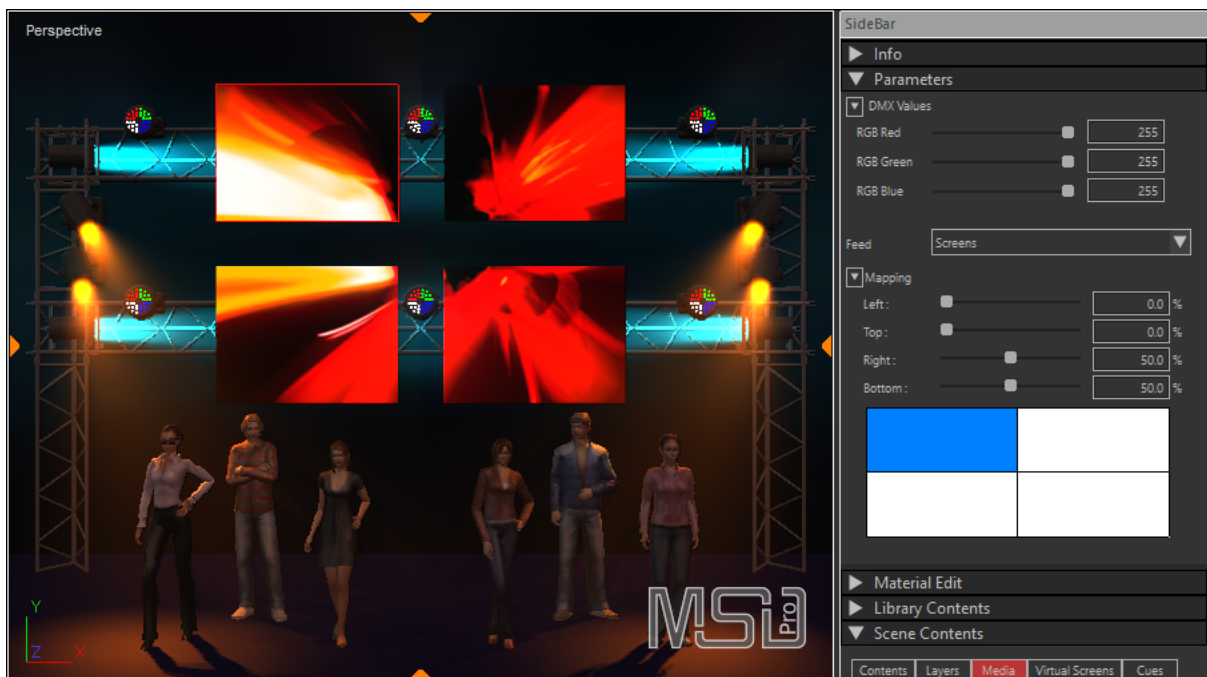 Perspective
SideBar
Info
Parameters
DMX Values
RGB Red 255
RGB Green 255
RGB Blue 255
Feed Screens
Mapping
Left : 0.0 %
Top : 0.0 %
Right : 50.0 %
Bottom : 50.0 %
Material Edit
Library Contents
Scene Contents
Contents Layers Media Virtual Screens Cues
MSD Pro
Y
Z X